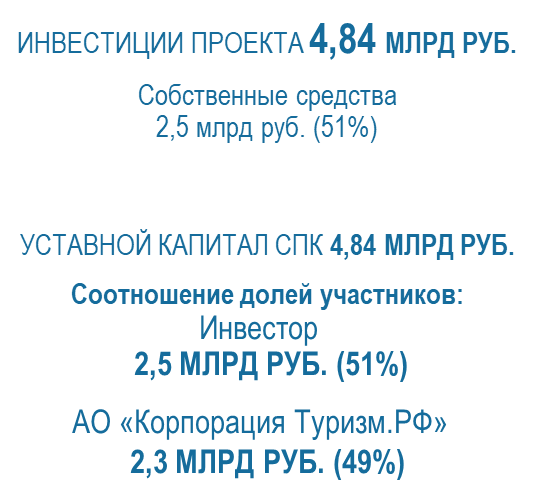 ИНВЕСТИЦИИ ПРОЕКТА 4,84 МЛРД РУБ.
Собственные средства
2,5 млрд руб. (51%)
УСТАВНОЙ КАПИТАЛ СПК 4,84 МЛРД РУБ.
Соотношение долей участников:
Инвестор
2,5 МЛРД РУБ. (51%)
АО «Корпорация Туризм.РФ»
2,3 МЛРД РУБ. (49%)